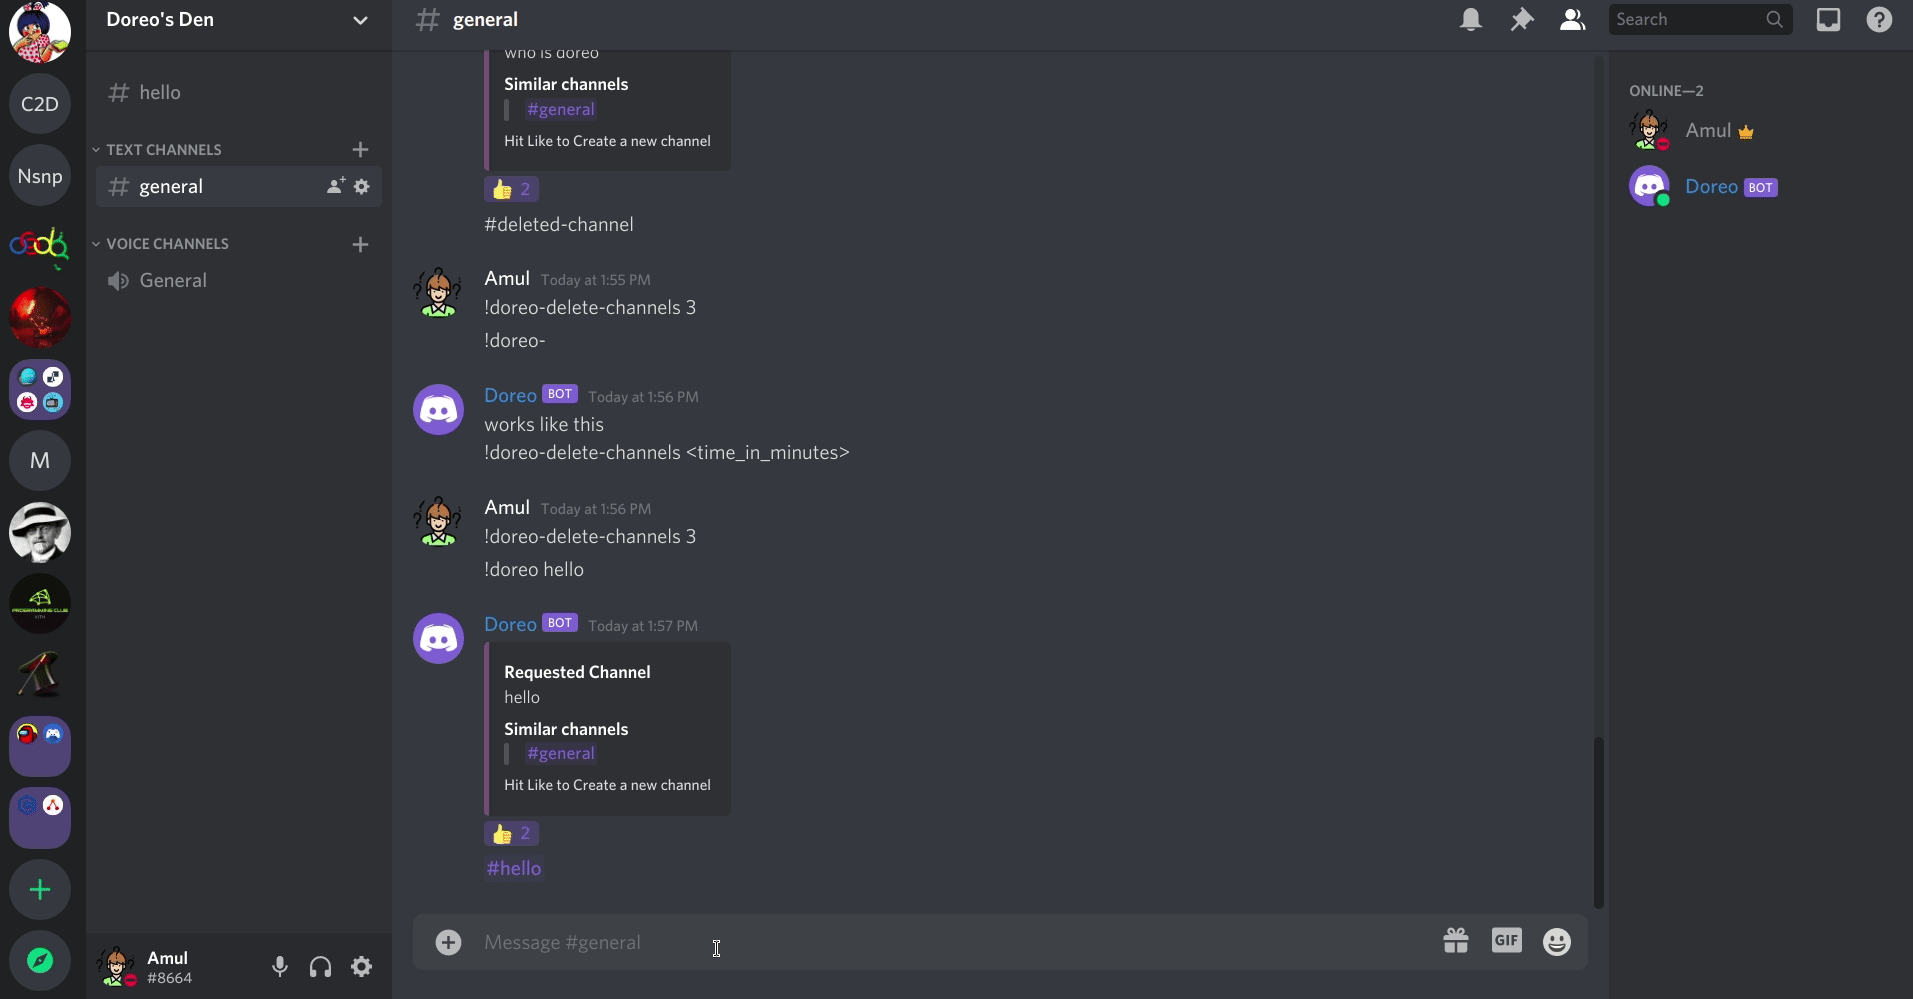 Doreo's Den
general
Search
C2D
Nsnp
M
PROGRAMMING CLUB
hello
TEXT CHANNELS
general
VOICE CHANNELS
General
who is doreo
Similar channels
#general
Hit Like to Create a new channel
2
#deleted-channel
Amul Today at 1:55 PM
!doreo-delete-channels 3
!doreo-
Doreo BOT Today at 1:56 PM
works like this
!doreo-delete-channels <time_in_minutes>
Amul Today at 1:56 PM
!doreo-delete-channels 3
!doreo hello
Doreo BOT Today at 1:57 PM
Requested Channel
hello
Similar channels
#general
Hit Like to Create a new channel
2
#hello
Message #general
GIF
ONLINE—2
Amul
Doreo BOT
Amul
#8664